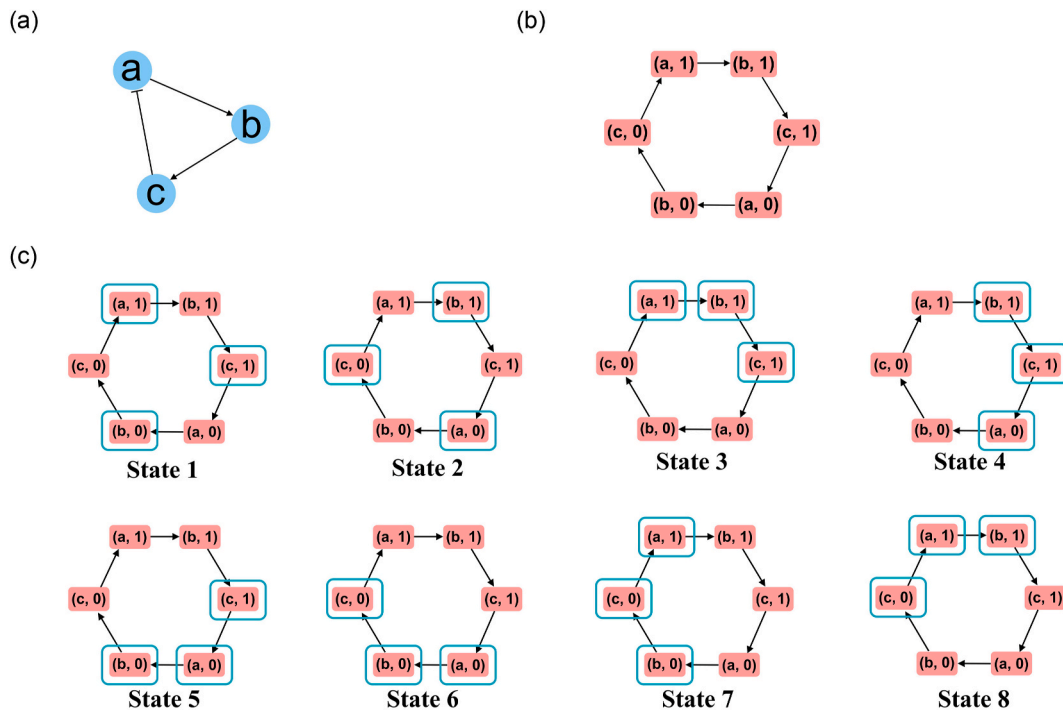 (a)
a
b
c
(b)
(a, 1) (b, 1)
(c, 0) (c, 1)
(b, 0) (a, 0)
(c)
(a, 1) (b, 1)
(c, 0) (c, 1)
(b, 0) (a, 0)
State 1
(a, 1) (b, 1)
(c, 0) (c, 1)
(b, 0) (a, 0)
State 2
(a, 1) (b, 1)
(c, 0) (c, 1)
(b, 0) (a, 0)
State 3
(a, 1) (b, 1)
(c, 0) (c, 1)
(b, 0) (a, 0)
State 4
(a, 1) (b, 1)
(c, 0) (c, 1)
(b, 0) (a, 0)
State 5
(a, 1) (b, 1)
(c, 0) (c, 1)
(b, 0) (a, 0)
State 6
(a, 1) (b, 1)
(c, 0) (c, 1)
(b, 0) (a, 0)
State 7
(a, 1) (b, 1)
(c, 0) (c, 1)
(b, 0) (a, 0)
State 8